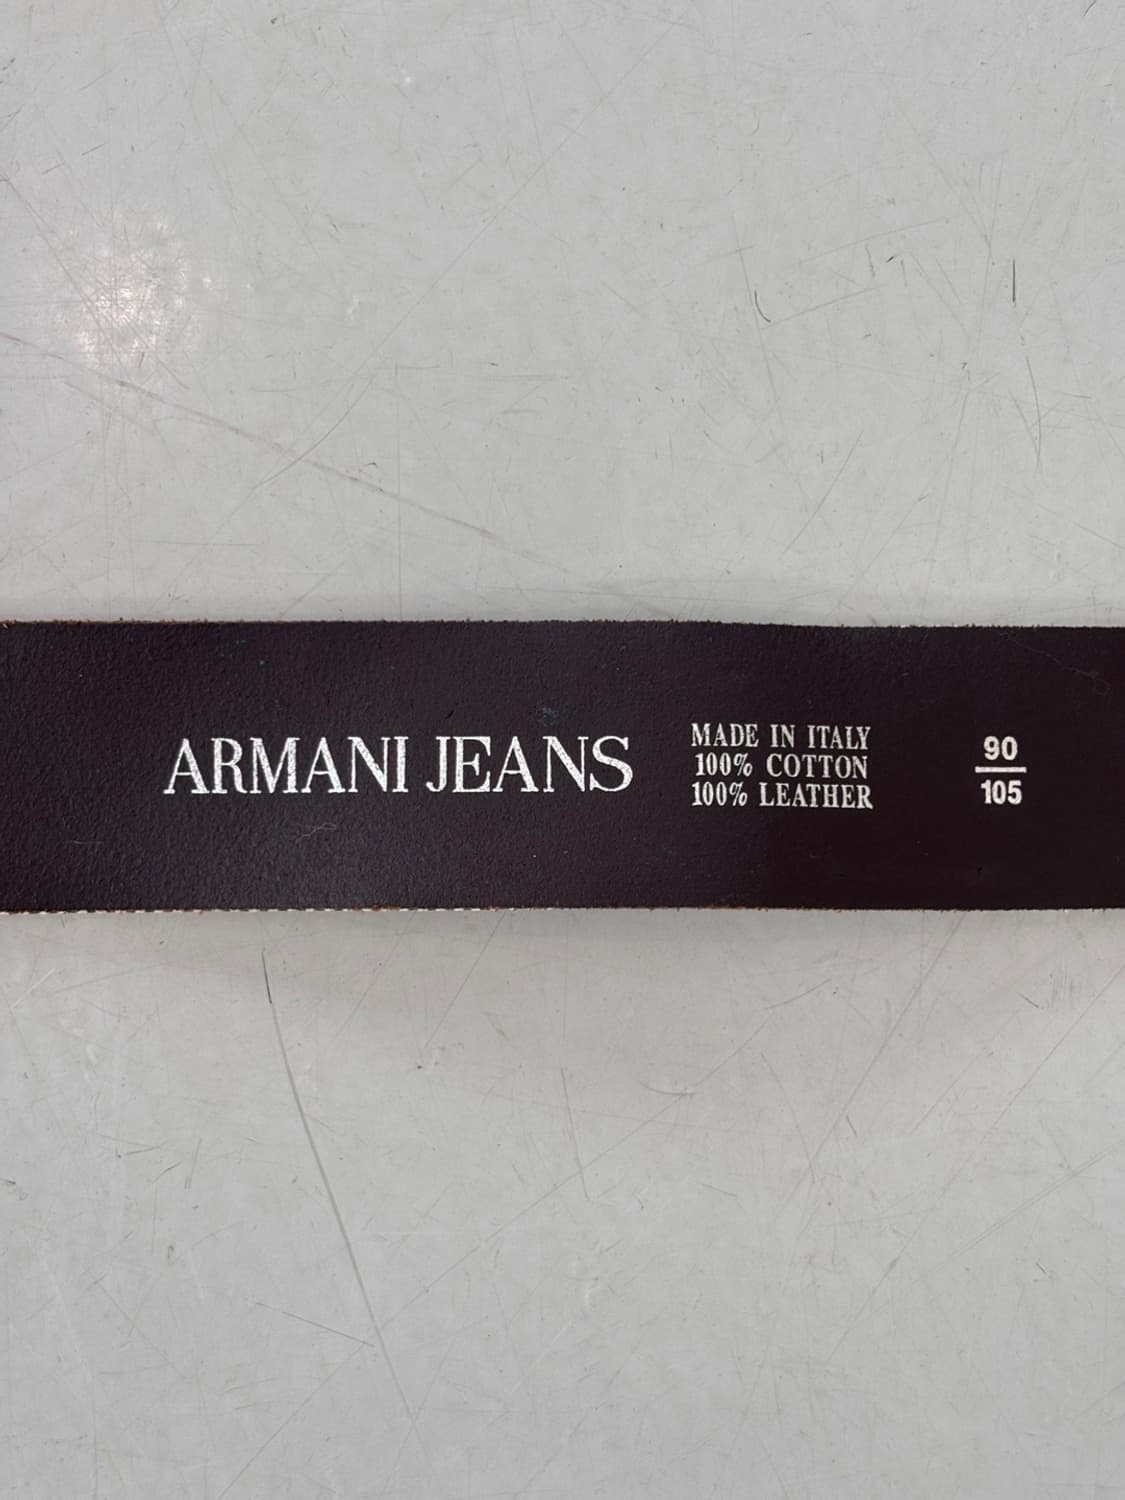 ARMANI JEANS
MADE IN ITALY
100% COTTON
100% LEATHER
90
105